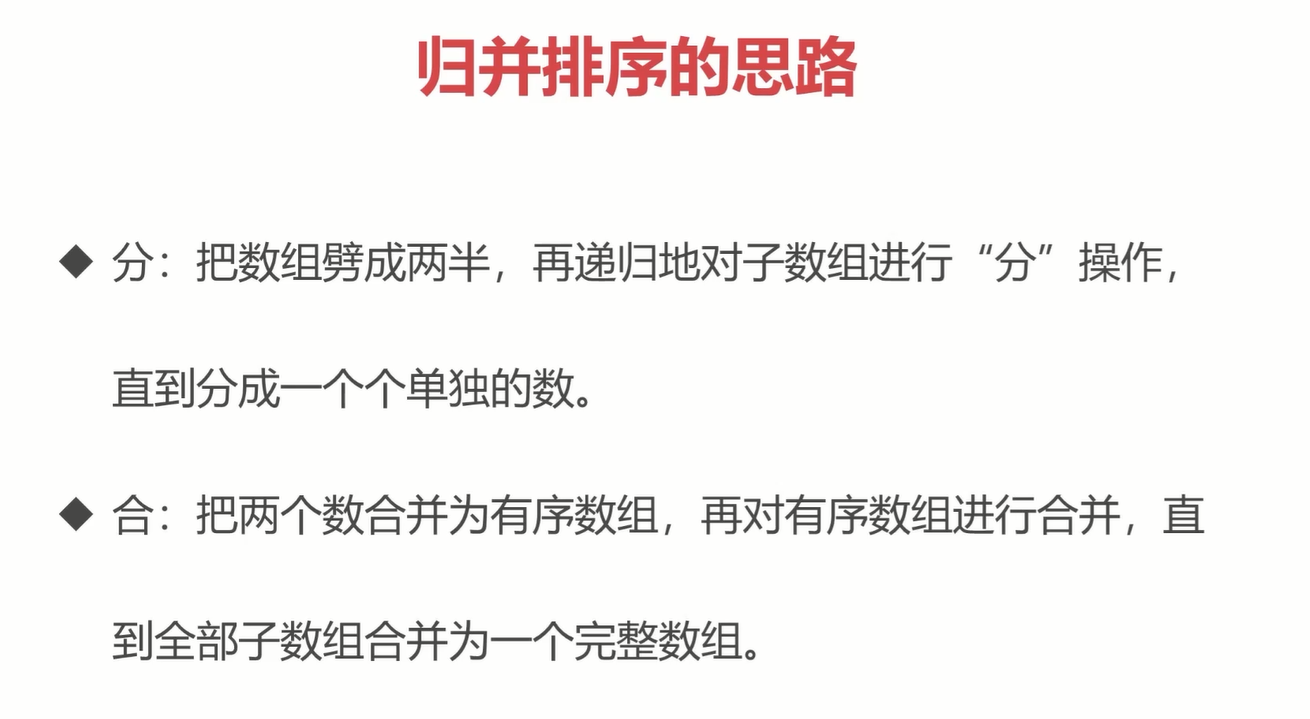 归并排序的思路
◆ 分：把数组劈成两半，再递归地对子数组进行“分”操作，
直到分成一个个单独的数。
◆ 合：把两个数合并为有序数组，再对有序数组进行合并，直
到全部子数组合并为一个完整数组。